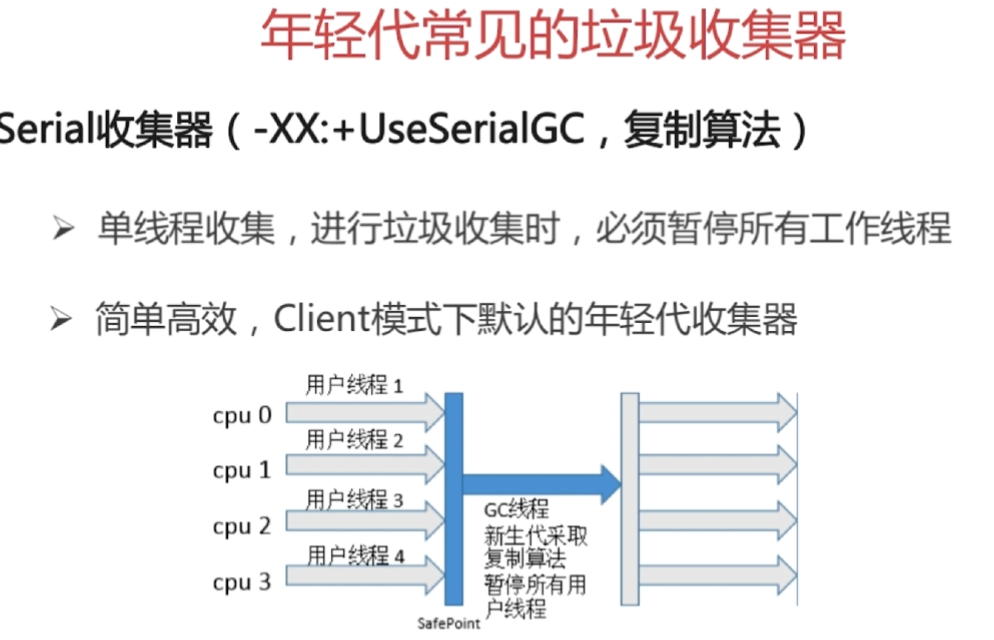 年轻代常见的垃圾收集器
Serial收集器（-XX:+UseSerialGC，复制算法）
单线程收集，进行垃圾收集时，必须暂停所有工作线程
简单高效，Client模式下默认的年轻代收集器
用户线程 1
cpu 0
用户线程 2
cpu 1
用户线程 3
cpu 2
用户线程 4
cpu 3
GC线程
新生代采取
复制算法
暂停所有用
户线程
SafePoint